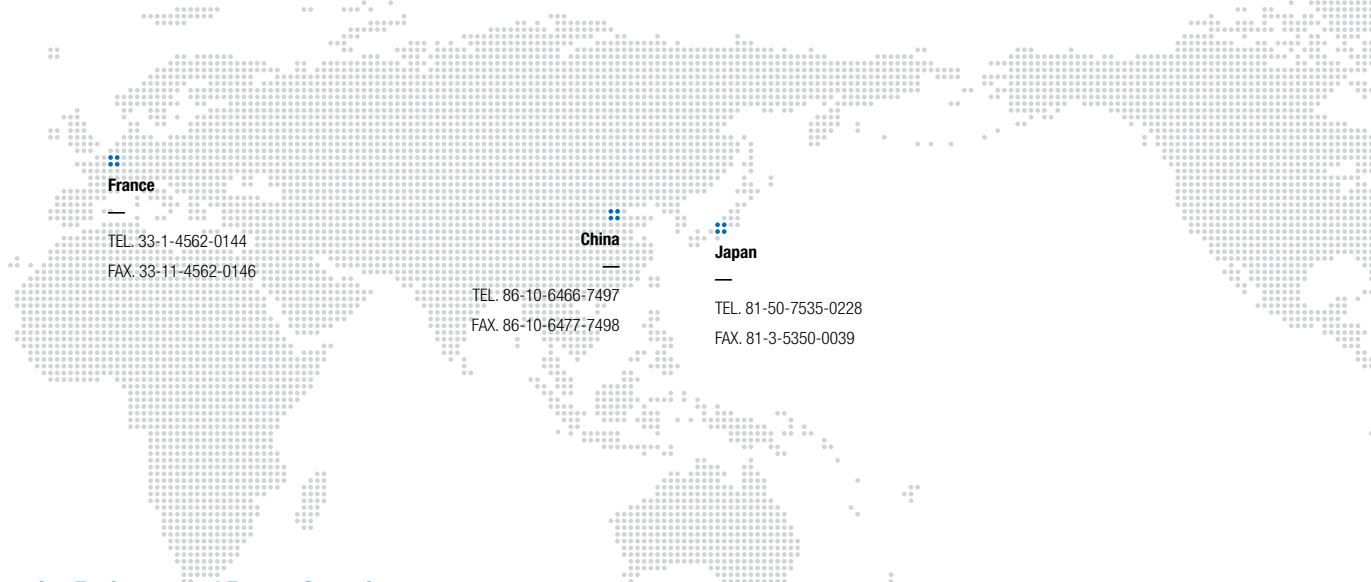 France
—
TEL. 33-1-4562-0144
FAX. 33-11-4562-0146
China
—
TEL. 86-10-6466-7497
FAX. 86-10-6477-7498
Japan
—
TEL. 81-50-7535-0228
FAX. 81-3-5350-0039